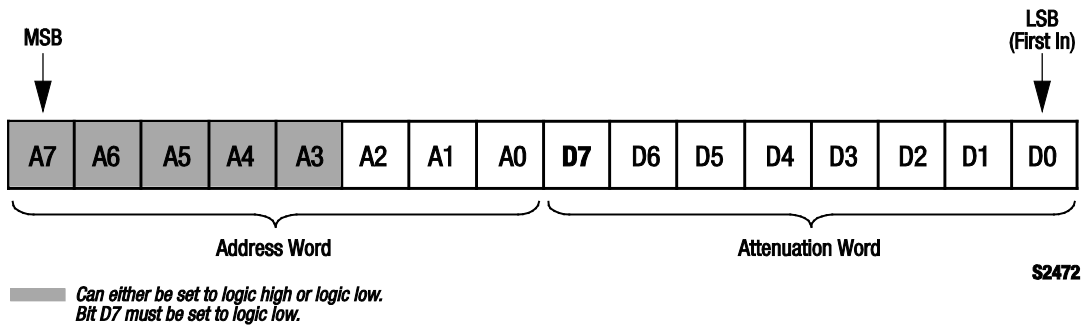 MSB
LSB
(First In)
A7 A6 A5 A4 A3 A2 A1 A0 D7 D6 D5 D4 D3 D2 D1 D0
Address Word
Attenuation Word
S2472
Can either be set to logic high or logic low.
Bit D7 must be set to logic low.